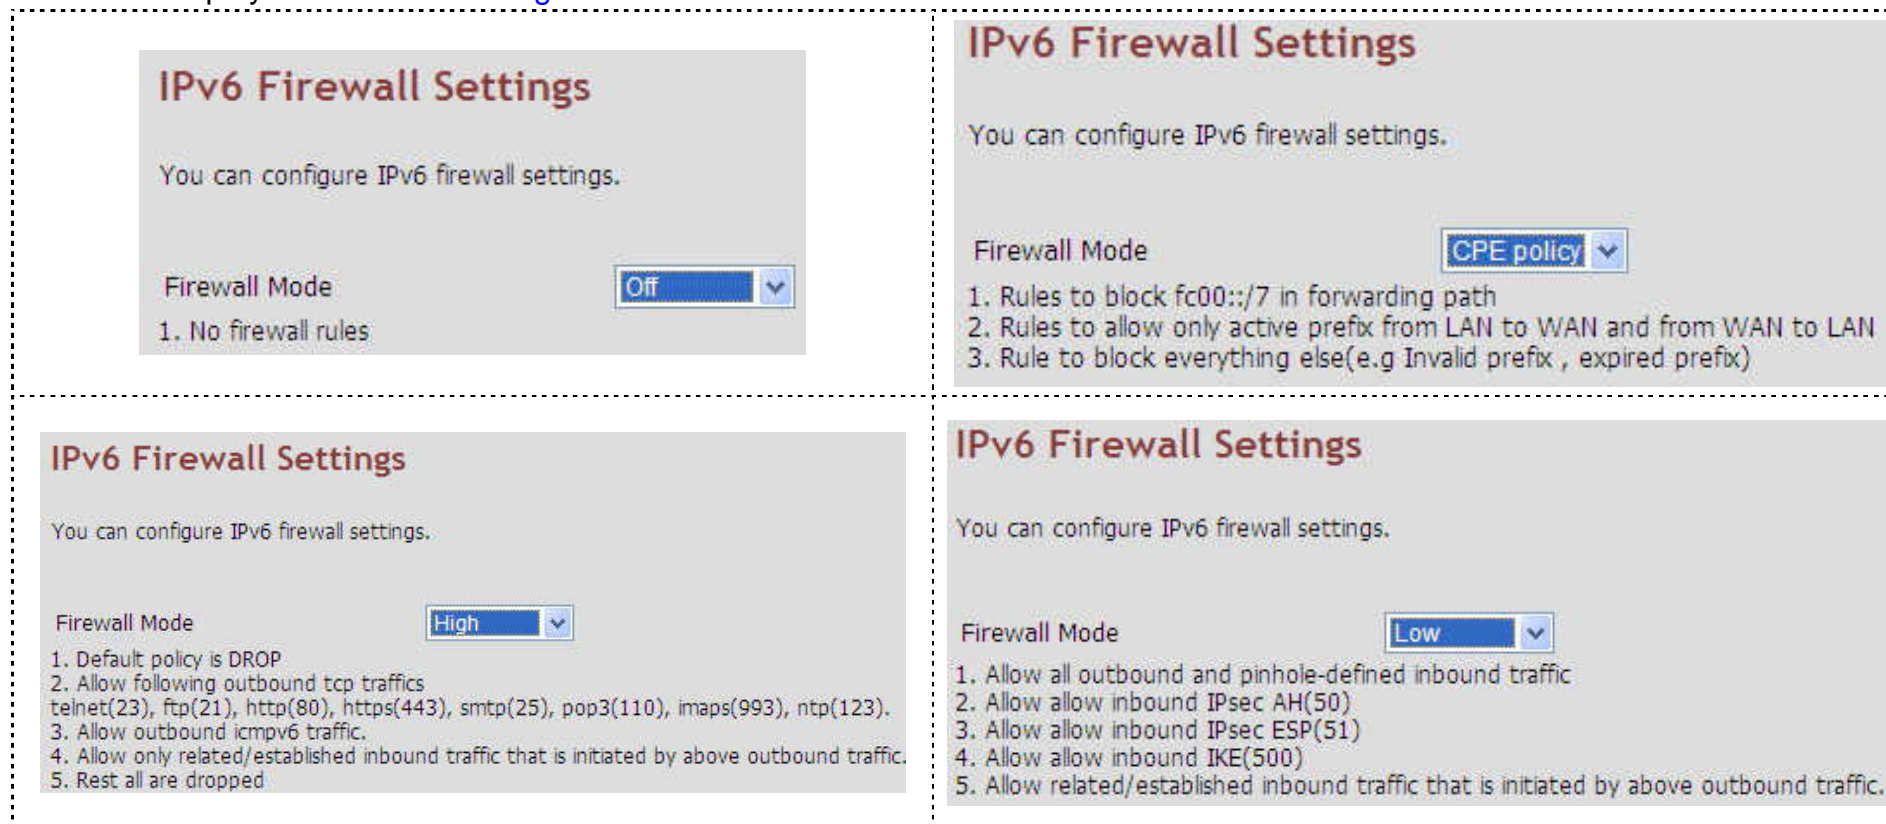 IPv6 Firewall Settings
You can configure IPv6 firewall settings.
Firewall Mode Off
1. No firewall rules
IPv6 Firewall Settings
You can configure IPv6 firewall settings.
Firewall Mode CPE policy
1. Rules to block fc00::/7 in forwarding path
2. Rules to allow only active prefix from LAN to WAN and from WAN to LAN
3. Rule to block everything else(e.g Invalid prefix , expired prefix)
IPv6 Firewall Settings
You can configure IPv6 firewall settings.
Firewall Mode High
1. Default policy is DROP
2. Allow following outbound tcp traffics
telnet(23), ftp(21), http(80), https(443), smtp(25), pop3(110), imaps(993), ntp(123).
3. Allow outbound icmpv6 traffic.
4. Allow only related/established inbound traffic that is initiated by above outbound traffic.
5. Rest all are dropped
IPv6 Firewall Settings
You can configure IPv6 firewall settings.
Firewall Mode Low
1. Allow all outbound and pinhole-defined inbound traffic
2. Allow allow inbound IPsec AH(50)
3. Allow allow inbound IPsec ESP(51)
4. Allow allow inbound IKE(500)
5. Allow related/established inbound traffic that is initiated by above outbound traffic.